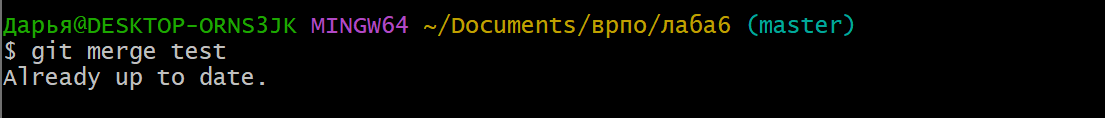 Дарья@DESKTOP-ORNS3JK MINGW64 ~/Documents/врпо/лаба6 (master)
$ git merge test
Already up to date.